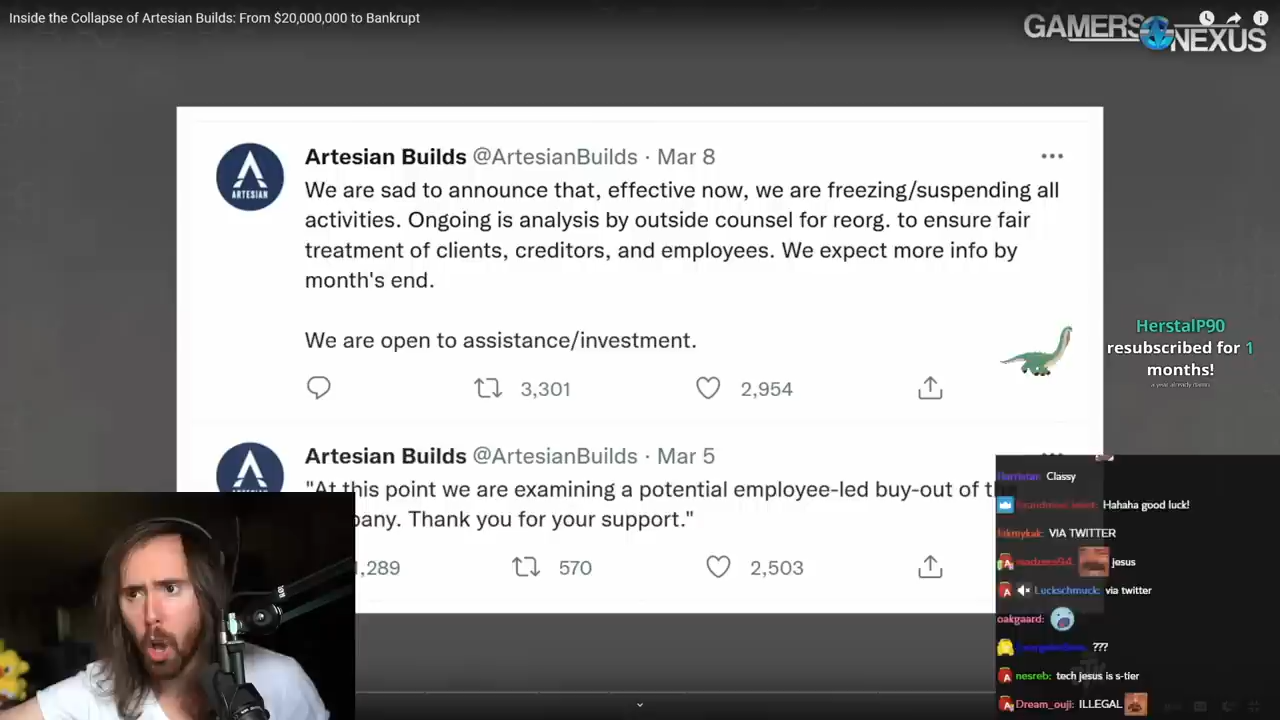 Inside the Collapse of Artesian Builds: From $20,000,000 to Bankrupt
GAMERS NEXUS
Artesian Builds @ArtesianBuilds · Mar 8
ARTESIAN
We are sad to announce that, effective now, we are freezing/suspending all
activities. Ongoing is analysis by outside counsel for reorg. to ensure fair
treatment of clients, creditors, and employees. We expect more info by
month's end.
We are open to assistance/investment.
3,301
2,954
HerstalP90
resubscribed for 1
months!
Artesian Builds @ArtesianBuilds · Mar 5
"At this point we are examining a potential employee-led buy-out of th
pany. Thank you for your support."
,289
570
2,503
Classy
Hahaha good luck!
VIA TWITTER
jesus
Luckschmuck: via twitter
oakgaard:
???
nesreb: tech jesus is s-tier
Dream_ouji: ILLEGAL